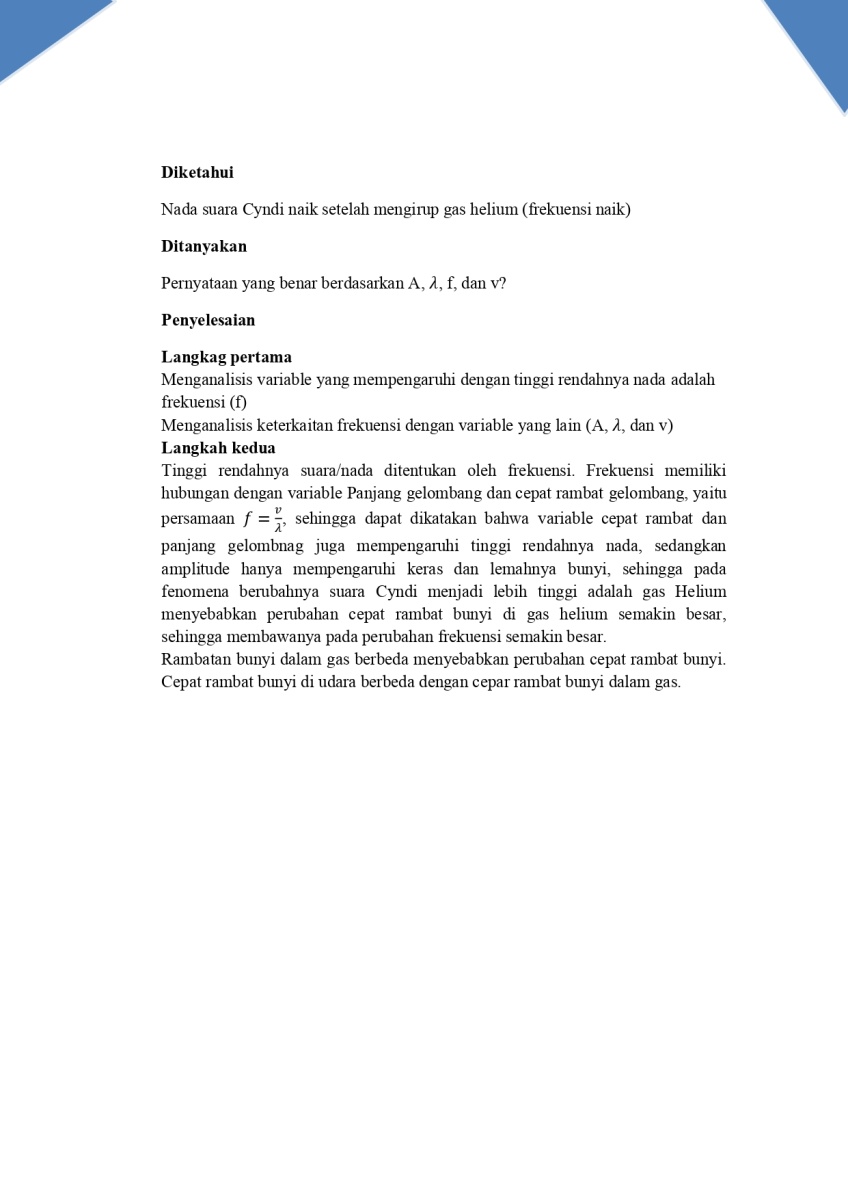 Diketahui
Nada suara Cyndi naik setelah mengirup gas helium (frekuensi naik)
Ditanyakan
Pernyataan yang benar berdasarkan A, λ, f, dan v?
Penyelesaian
Langkag pertama
Menganalisis variable yang mempengaruhi dengan tinggi rendahnya nada adalah
frekuensi (f)
Menganalisis keterkaitan frekuensi dengan variable yang lain (A, λ, dan v)
Langkah kedua
Tinggi rendahnya suara/nada ditentukan oleh frekuensi. Frekuensi memiliki
hubungan dengan variable Panjang gelombang dan cepat rambat gelombang, yaitu
persamaan f = v/λ, sehingga dapat dikatakan bahwa variable cepat rambat dan
panjang gelombnag juga mempengaruhi tinggi rendahnya nada, sedangkan
amplitude hanya mempengaruhi keras dan lemahnya bunyi, sehingga pada
fenomena berubahnya suara Cyndi menjadi lebih tinggi adalah gas Helium
menyebabkan perubahan cepat rambat bunyi di gas helium semakin besar,
sehingga membawanya pada perubahan frekuensi semakin besar.
Rambatan bunyi dalam gas berbeda menyebabkan perubahan cepat rambat bunyi.
Cepat rambat bunyi di udara berbeda dengan cepar rambat bunyi dalam gas.